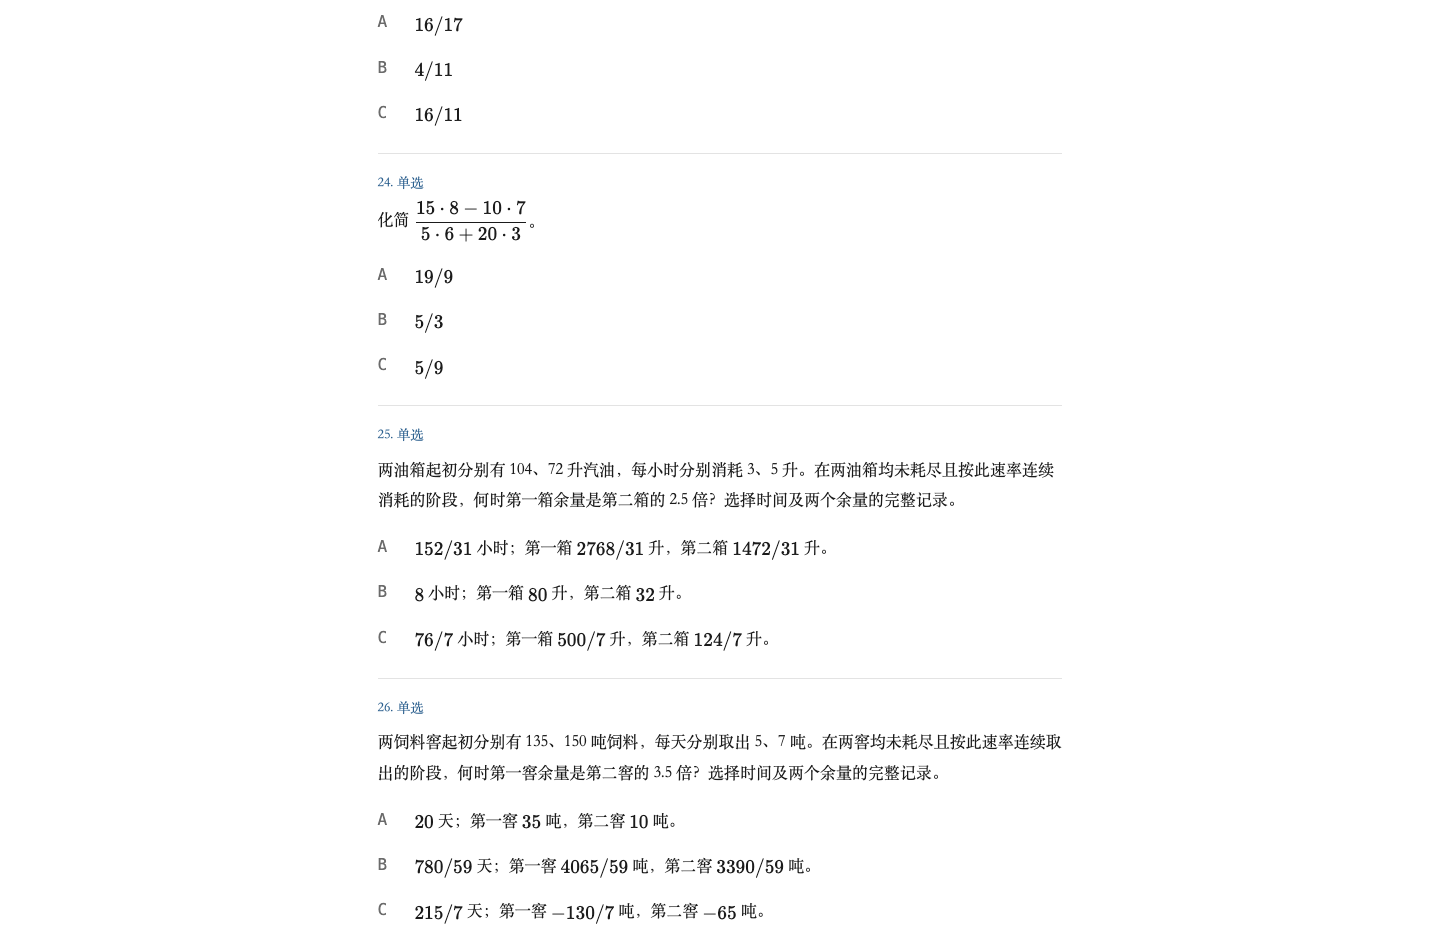 A 16/17
B 4/11
C 16/11
24. 单选
化简 \frac{15 · 8 − 10 · 7}{5 · 6 + 20 · 3}。
A 19/9
B 5/3
C 5/9
25. 单选
两油箱起初分别有 104、72 升汽油，每小时分别消耗 3、5 升。在两油箱均未耗尽且按此速率连续
消耗的阶段，何时第一箱余量是第二箱的 2.5 倍？选择时间及两个余量的完整记录。
A 152/31 小时；第一箱 2768/31 升，第二箱 1472/31 升。
B 8 小时；第一箱 80 升，第二箱 32 升。
C 76/7 小时；第一箱 500/7 升，第二箱 124/7 升。
26. 单选
两饲料窖起初分别有 135、150 吨饲料，每天分别取出 5、7 吨。在两窖均未耗尽且按此速率连续取
出的阶段，何时第一窖余量是第二窖的 3.5 倍？选择时间及两个余量的完整记录。
A 20 天；第一窖 35 吨，第二窖 10 吨。
B 780/59 天；第一窖 4065/59 吨，第二窖 3390/59 吨。
C 215/7 天；第一窖 −130/7 吨，第二窖 −65 吨。